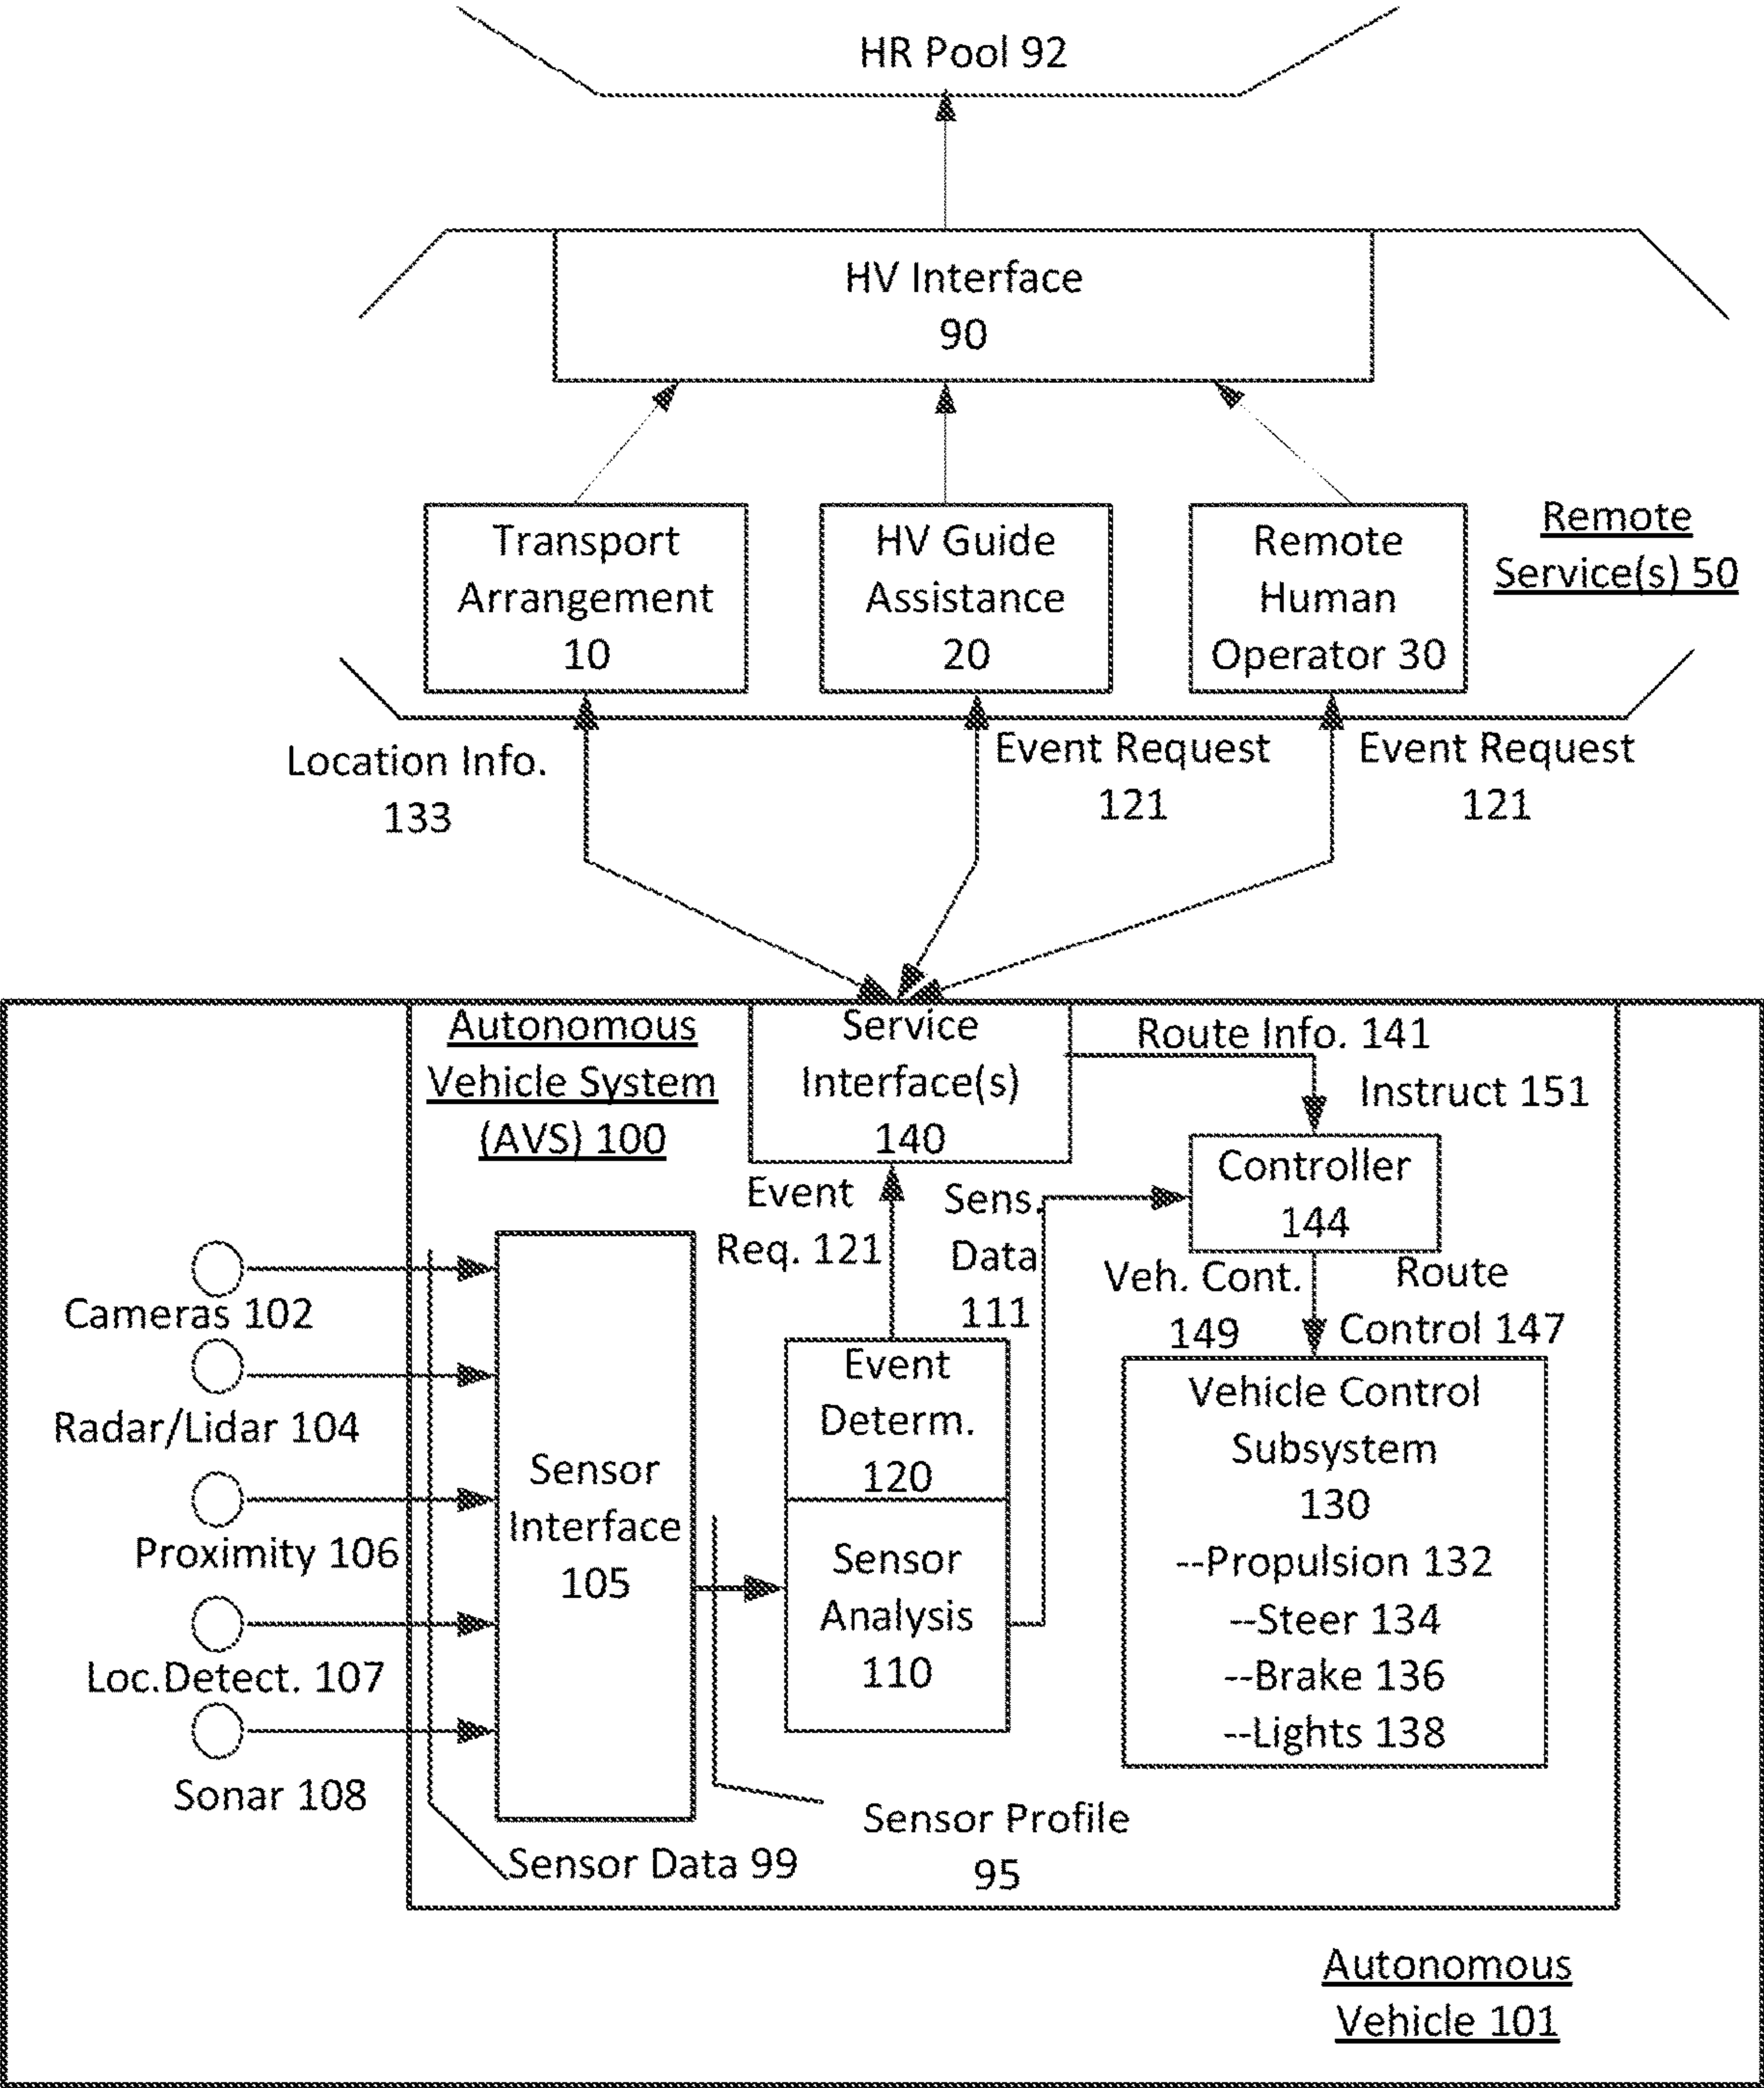 HR Pool 92
HV Interface
90
Transport
Arrangement
10
HV Guide
Assistance
20
Remote
Human
Operator 30
Remote
Service(s) 50
Location Info.
133
Event Request
121
Event Request
121
Autonomous
Vehicle System
(AVS) 100
Service
Interface(s)
140
Route Info. 141
Instruct 151
Controller
144
Event
Req. 121
Sens.
Data
111
Veh. Cont.
149
Route
Control 147
Cameras 102
Radar/Lidar 104
Proximity 106
Loc.Detect. 107
Sonar 108
Sensor
Interface
105
Event
Determ.
120
Sensor
Analysis
110
Vehicle Control
Subsystem
130
--Propulsion 132
--Steer 134
--Brake 136
--Lights 138
Sensor Data 99
Sensor Profile
95
Autonomous
Vehicle 101